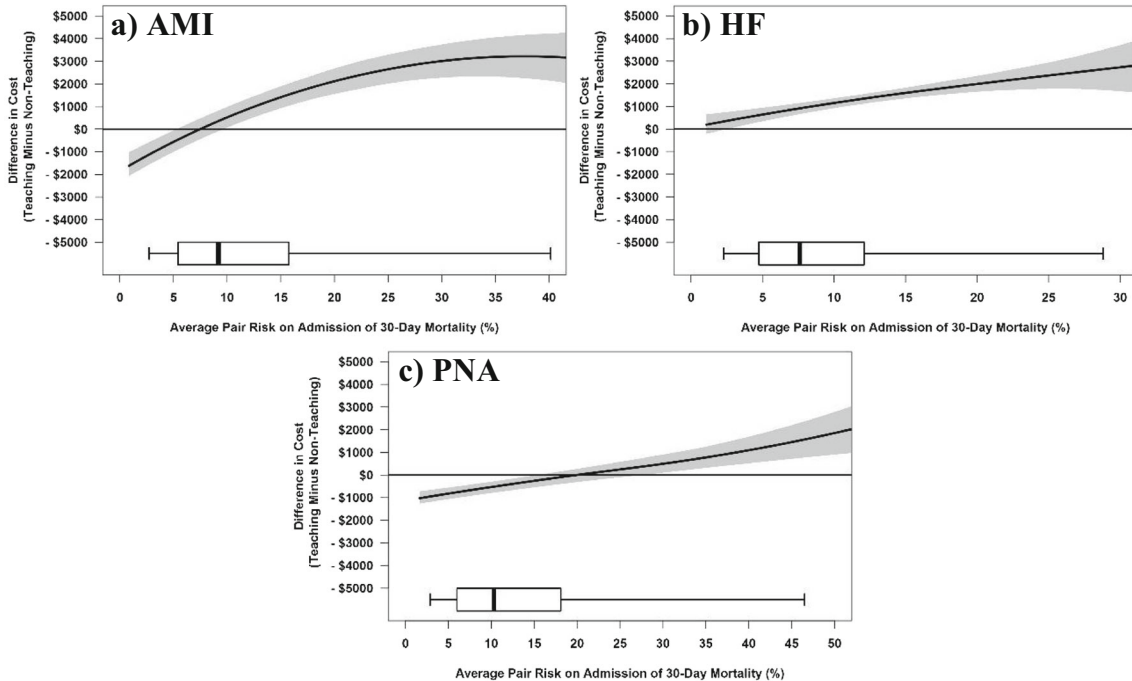 a) AMI
Difference in Cost
(Teaching Minus Non-Teaching)
$5000
$4000
$3000
$2000
$1000
$0
- $1000
- $2000
- $3000
- $4000
- $5000
0 5 10 15 20 25 30 35 40
Average Pair Risk on Admission of 30-Day Mortality (%)
b) HF
Difference in Cost
(Teaching Minus Non-Teaching)
$5000
$4000
$3000
$2000
$1000
$0
- $1000
- $2000
- $3000
- $4000
- $5000
0 5 10 15 20 25 30
Average Pair Risk on Admission of 30-Day Mortality (%)
c) PNA
Difference in Cost
(Teaching Minus Non-Teaching)
$5000
$4000
$3000
$2000
$1000
$0
- $1000
- $2000
- $3000
- $4000
- $5000
0 5 10 15 20 25 30 35 40 45 50
Average Pair Risk on Admission of 30-Day Mortality (%)